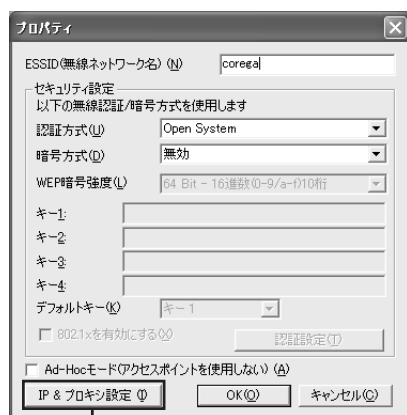 プロパティ
ESSID(無線ネットワーク名) (N) corega
セキュリティ設定
以下の無線認証/暗号方式を使用します
認証方式(U) Open System
暗号方式(D) 無効
WEP暗号強度(L) 64 Bit - 16進数(0-9/a-f)10桁
キー1:
キー2:
キー3:
キー4:
デフォルトキー(K) キー 1
802.1xを有効にする(X) 認証設定(T)
Ad-Hocモード(アクセスポイントを使用しない) (A)
IP & プロキシ設定 (I) OK(O) キャンセル(C)